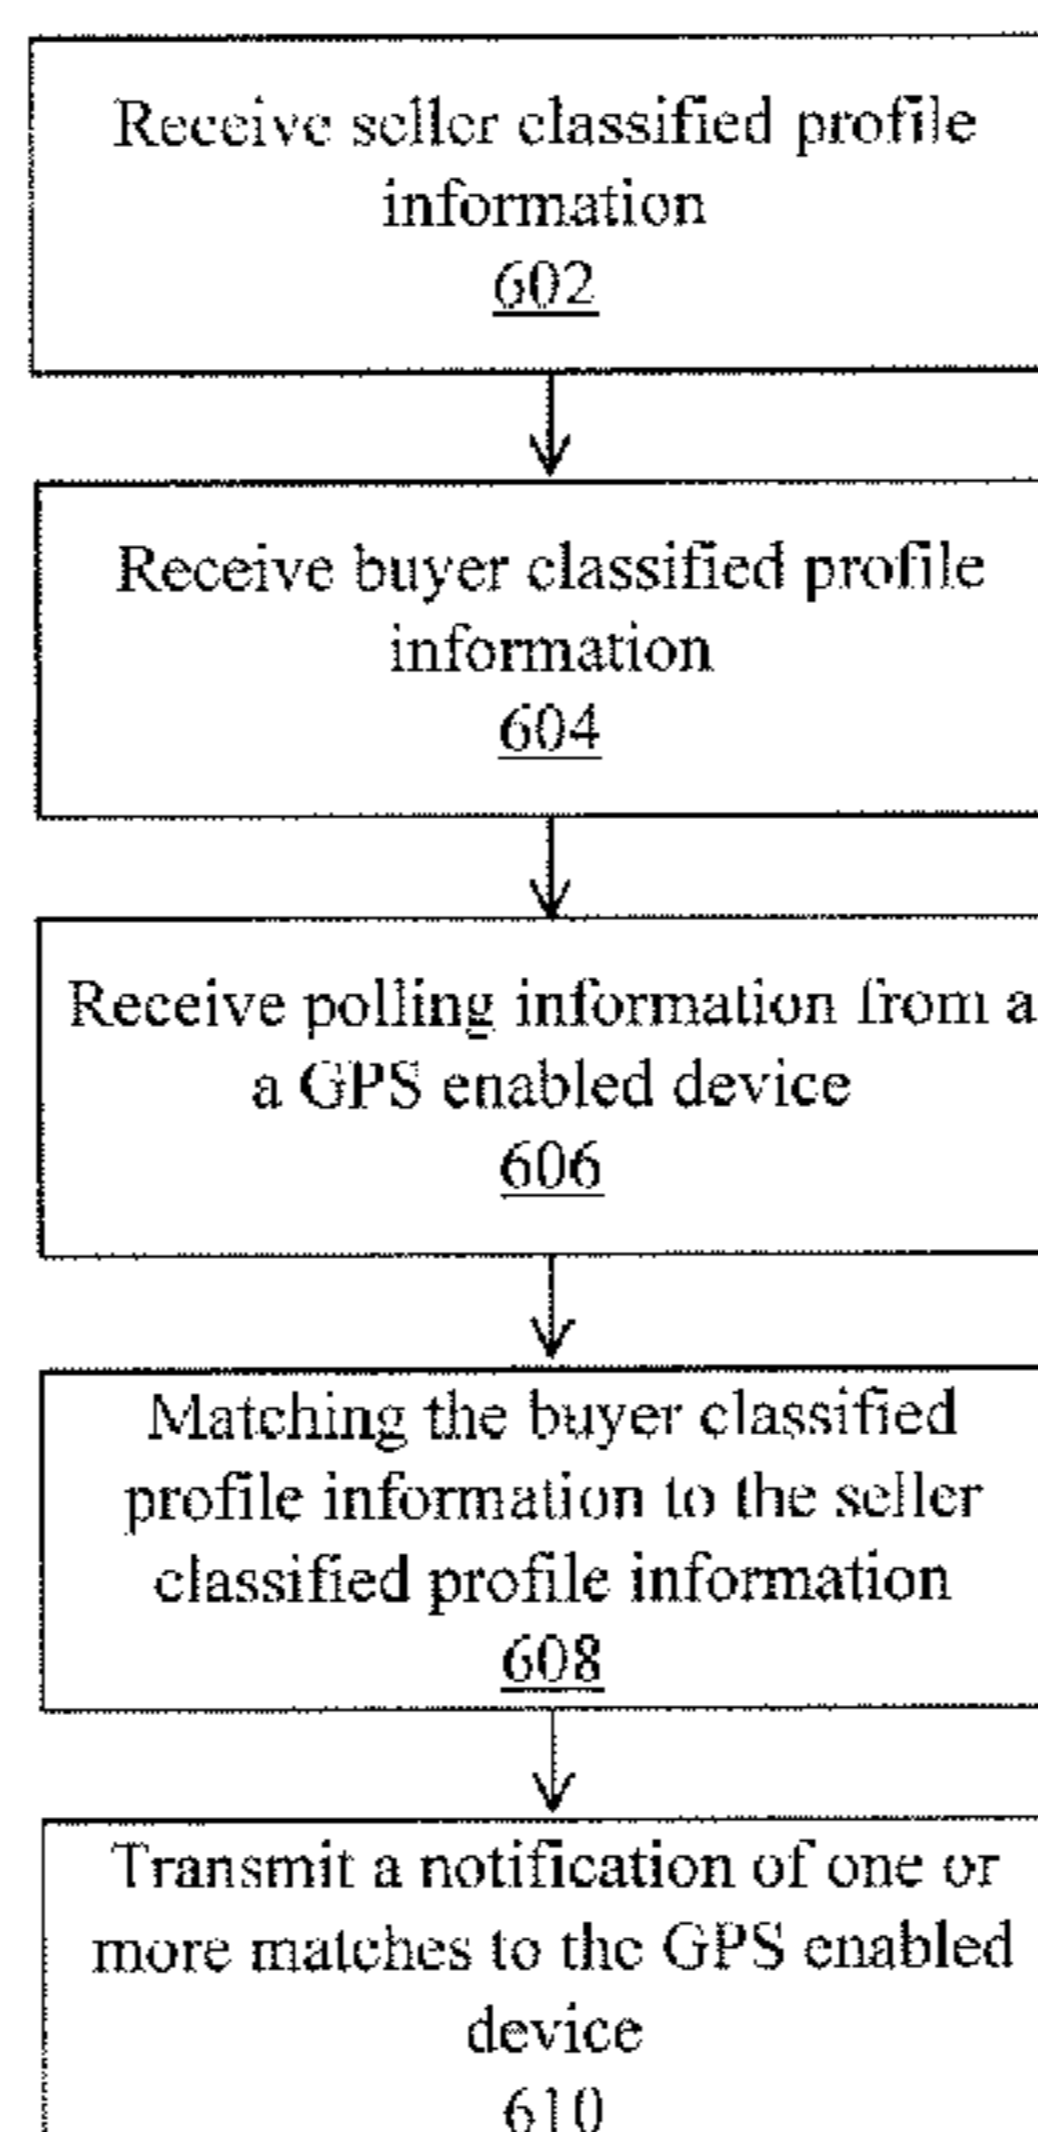 Receive seller classified profile
information
602
Receive buyer classified profile
information
604
Receive polling information from a
a GPS enabled device
606
Matching the buyer classified
profile information to the seller
classified profile information
608
Transmit a notification of one or
more matches to the GPS enabled
device
610